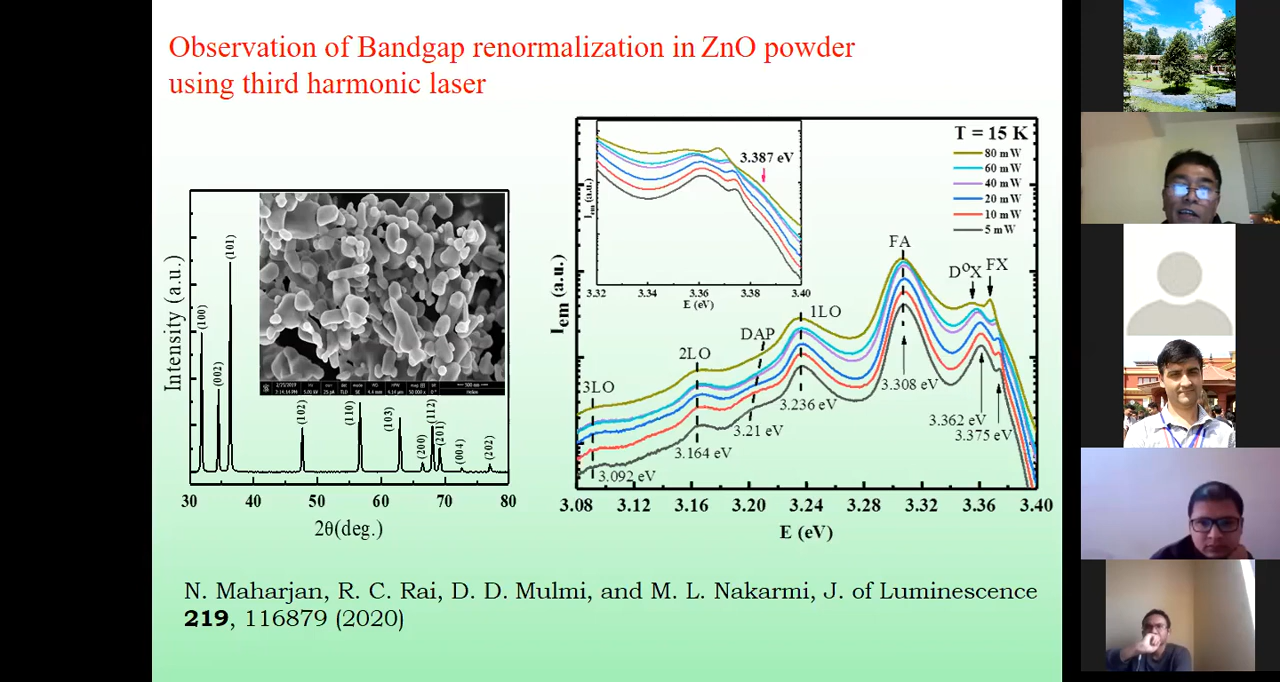 Observation of Bandgap renormalization in ZnO powder
using third harmonic laser
Intensity (a.u.)
(100)
(002)
(101)
(102)
(110)
(103)
(200)
(112)
(201)
(004)
(202)
30 40 50 60 70 80
2θ(deg.)
I_em (a.u.)
3.387 eV
I_em (a.u.)
3.32 3.34 3.36 3.38 3.40
E (eV)
T = 15 K
80 mW
60 mW
40 mW
20 mW
10 mW
5 mW
FA
D⁰X FX
1LO
DAP
2LO
3LO
3.308 eV
3.236 eV
3.362 eV
3.21 eV
3.375 eV
3.164 eV
3.092 eV
3.08 3.12 3.16 3.20 3.24 3.28 3.32 3.36 3.40
E (eV)
N. Maharjan, R. C. Rai, D. D. Mulmi, and M. L. Nakarmi, J. of Luminescence
219, 116879 (2020)